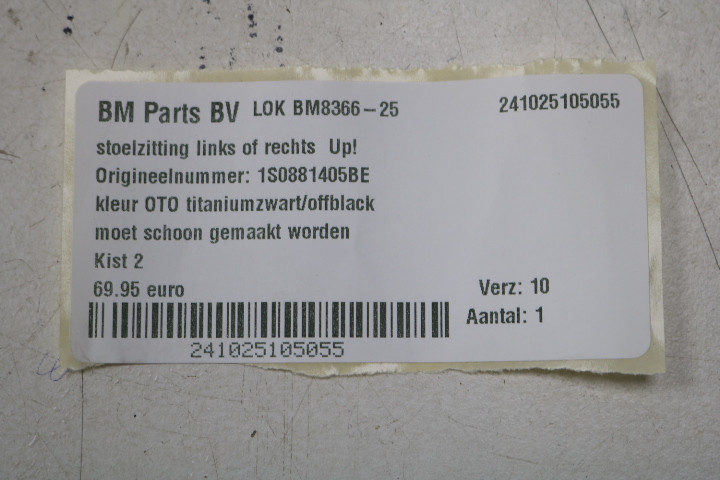 BM Parts BV LOK BM8366-25 241025105055
stoelzitting links of rechts Up!
Origineelnummer: 1S0881405BE
kleur OTO titaniumzwart/offblack
moet schoon gemaakt worden
Kist 2
69.95 euro Verz: 10
Aantal: 1
241025105055